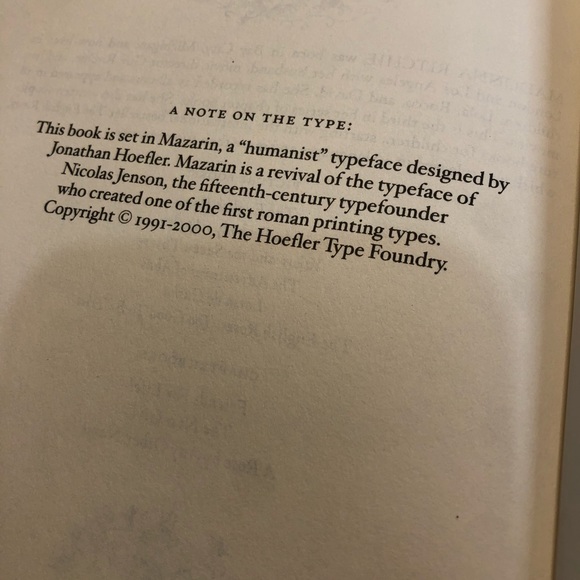 A NOTE ON THE TYPE:
This book is set in Mazarin, a “humanist” typeface designed by
Jonathan Hoefler. Mazarin is a revival of the typeface of
Nicolas Jenson, the fifteenth-century typefounder
who created one of the first roman printing types.
Copyright © 1991-2000, The Hoefler Type Foundry.